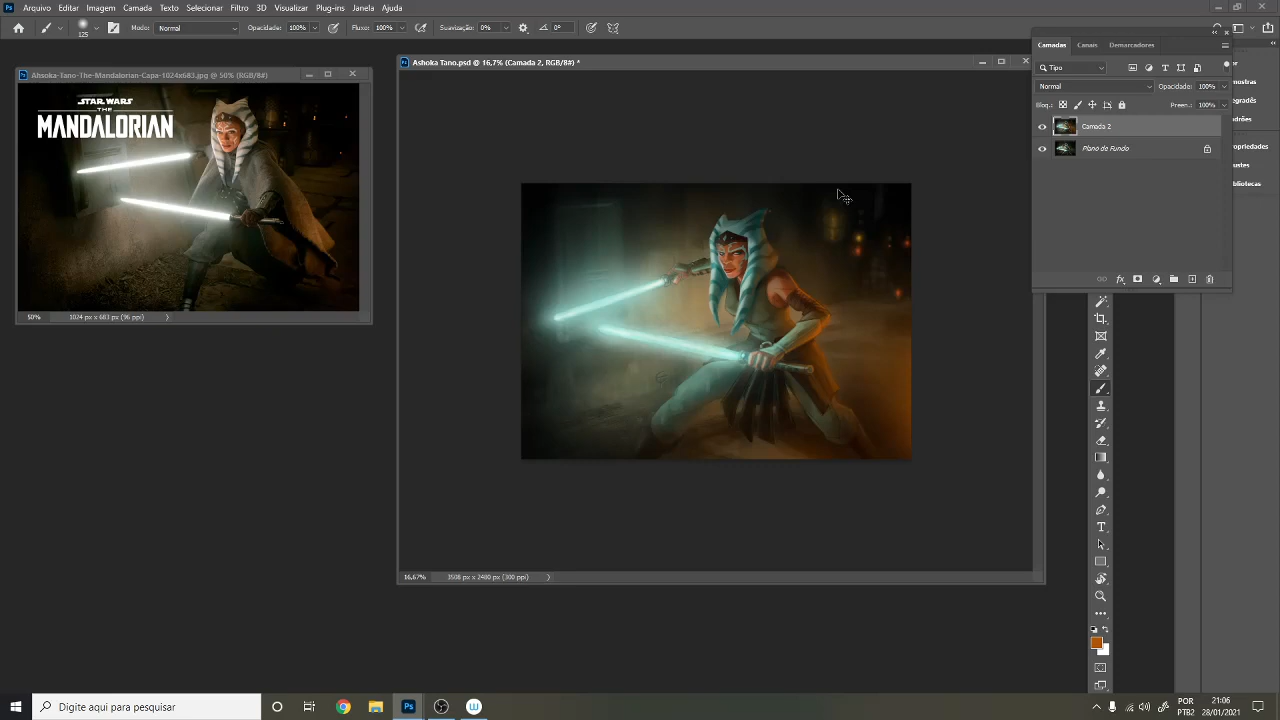 Arquivo Editar Imagem Camada Texto Selecionar Filtro 3D Visualizar Plug-ins Janela Ajuda
125 Modo: Normal Opacidade: 100% Fluxo: 100% Suavização: 0% 0°
Ahsoka-Tano-The-Mandalorian-Capa-1024x683.jpg @ 50% (RGB/8#)
STAR WARS
THE
MANDALORIAN
50% 1024 px x 683 px (96 ppi)
Ashoka Tano.psd @ 16,7% (Camada 2, RGB/8#) *
16,67% 3508 px x 2480 px (300 ppi)
Camadas Canais Demarcadores
Tipo
Normal Opacidade: 100%
Bloq.: Preen.: 100%
Camada 2
Plano de Fundo
Digite aqui para pesquisar
POR
PTB2
21:06
28/01/2021